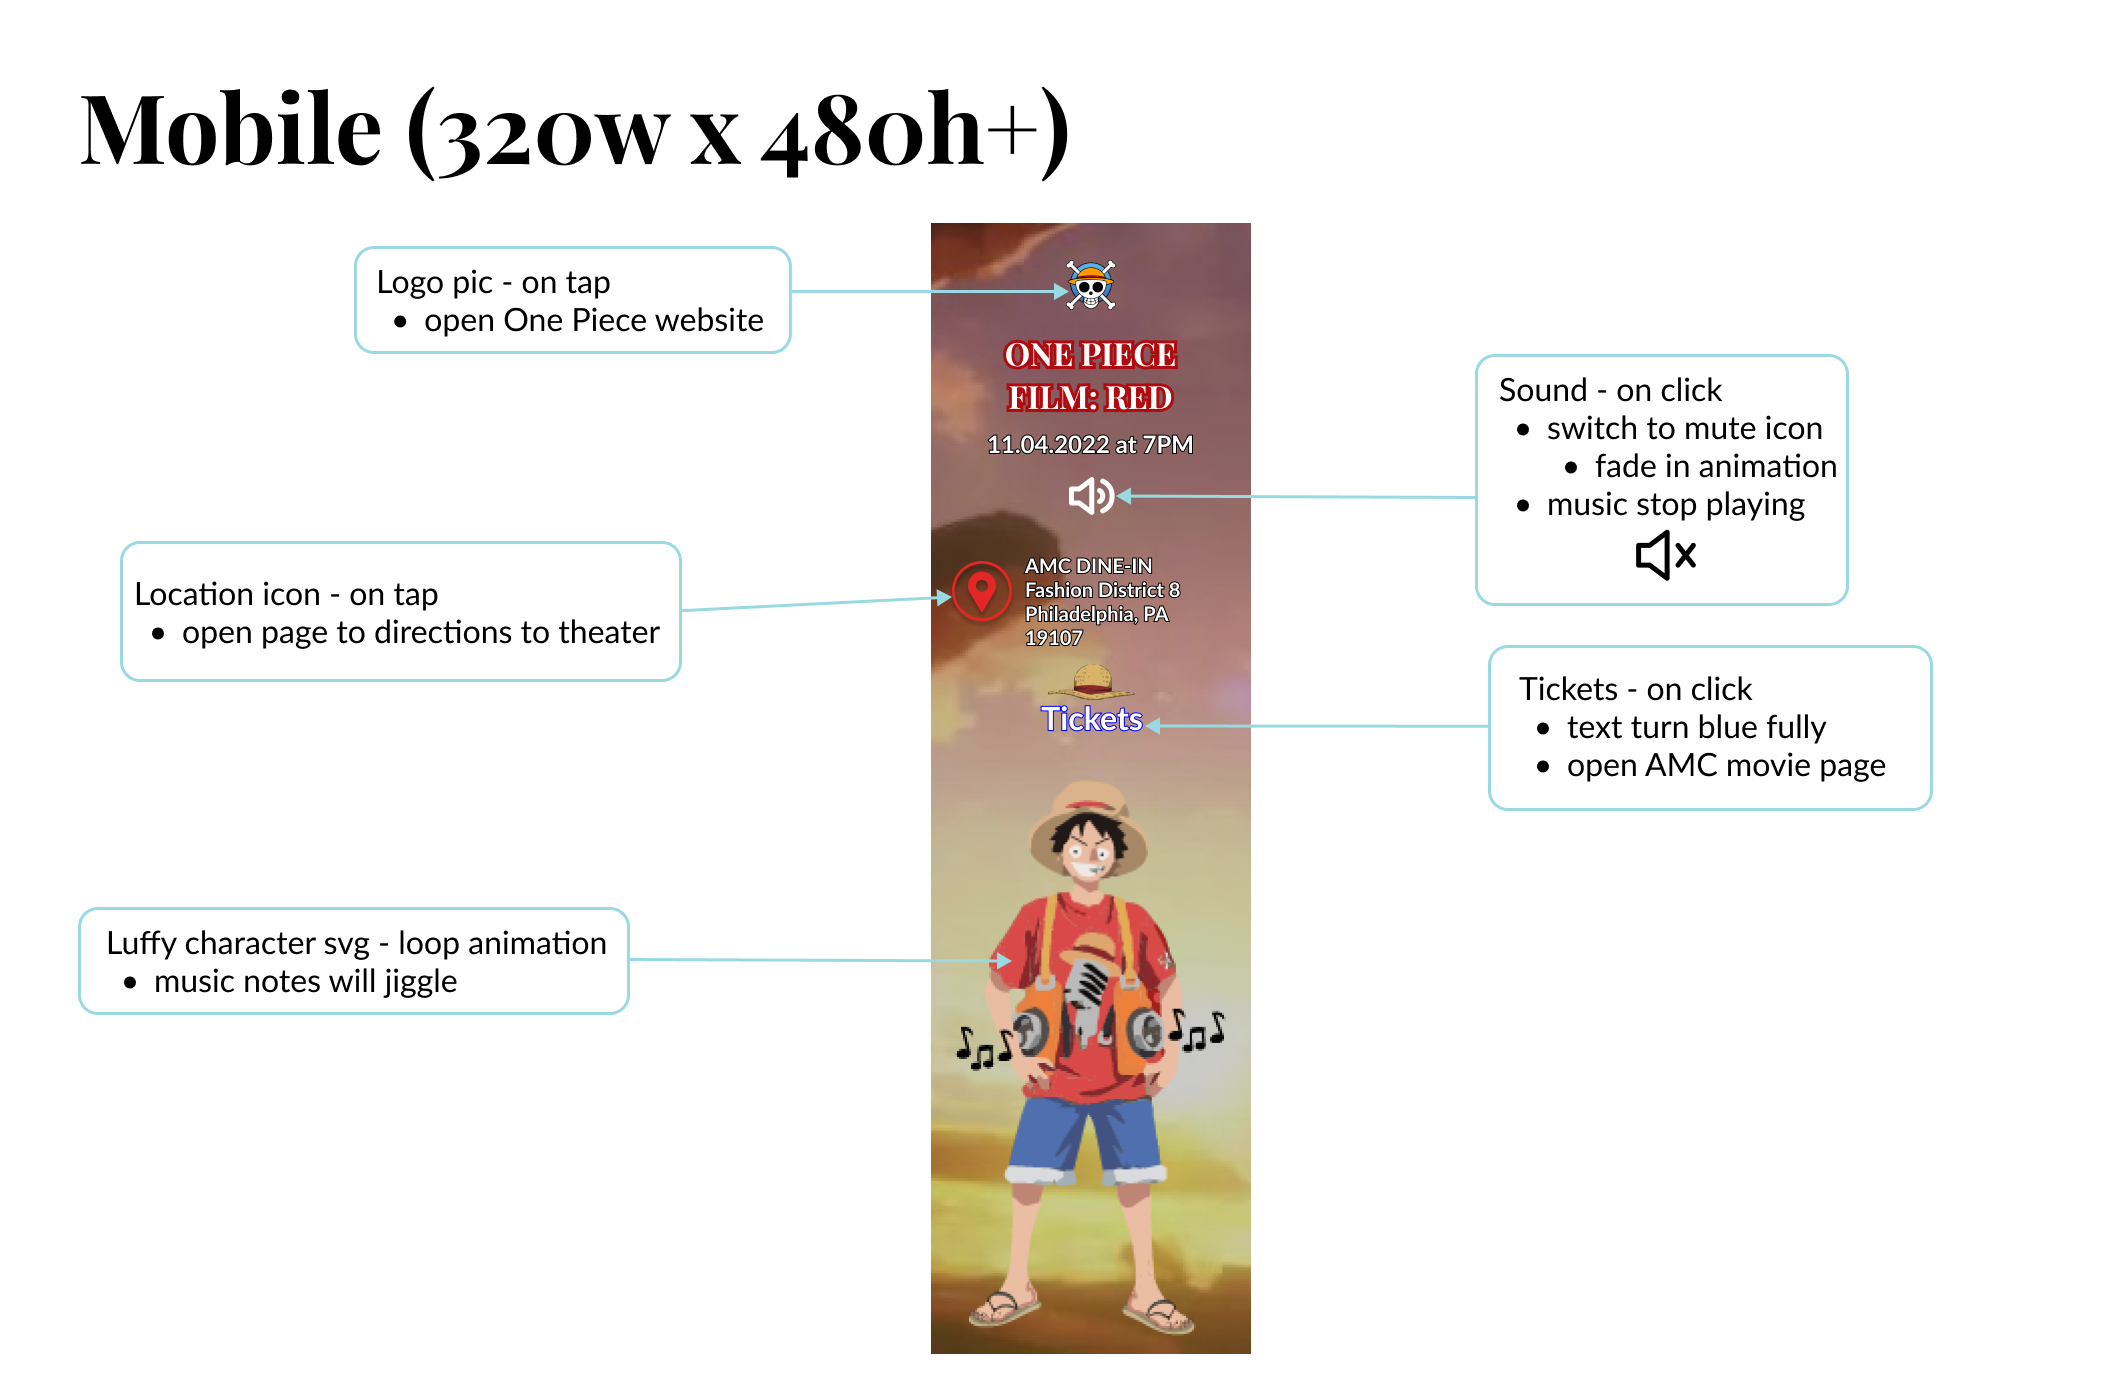 Mobile (320w x 480h+)
Logo pic - on tap
• open One Piece website
ONE PIECE
FILM: RED
11.04.2022 at 7PM
Sound - on click
• switch to mute icon
• fade in animation
• music stop playing
Location icon - on tap
• open page to directions to theater
AMC DINE-IN
Fashion District 8
Philadelphia, PA
19107
Tickets
Tickets - on click
• text turn blue fully
• open AMC movie page
Luffy character svg - loop animation
• music notes will jiggle